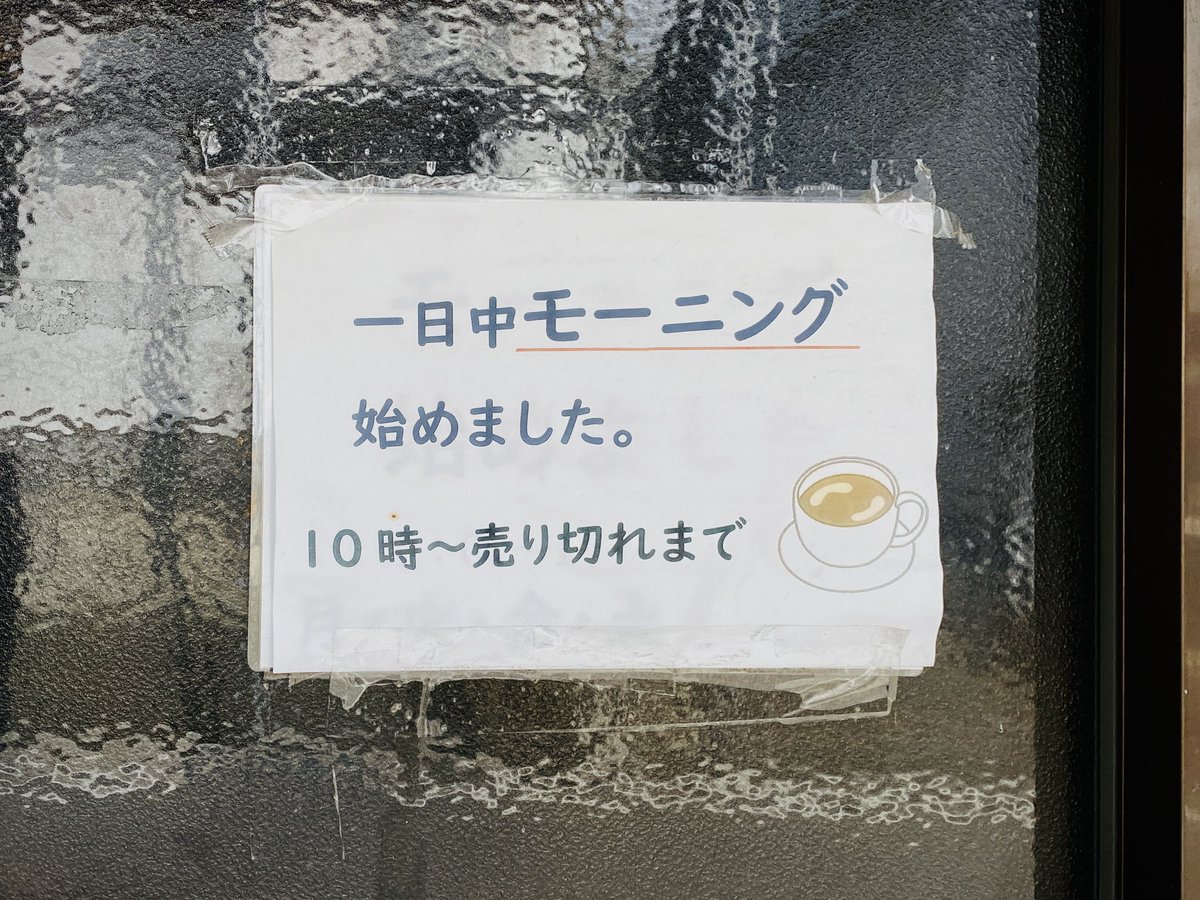 一日中モーニング
始めました。
10時～売り切れまで